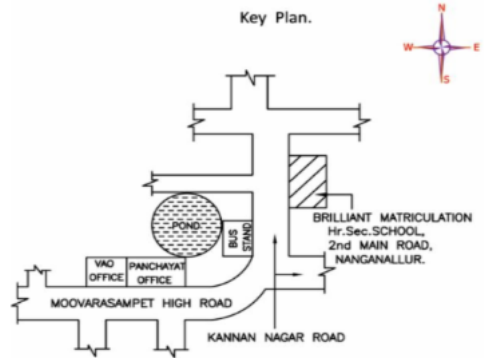 Key Plan.
N
W
E
S
POND
BUS
STAND
BRILLIANT MATRICULATION
Hr.Sec.SCHOOL,
2nd MAIN ROAD,
NANGANALLUR.
VAO
OFFICE
PANCHAYAT
OFFICE
MOOVARASAMPET HIGH ROAD
KANNAN NAGAR ROAD